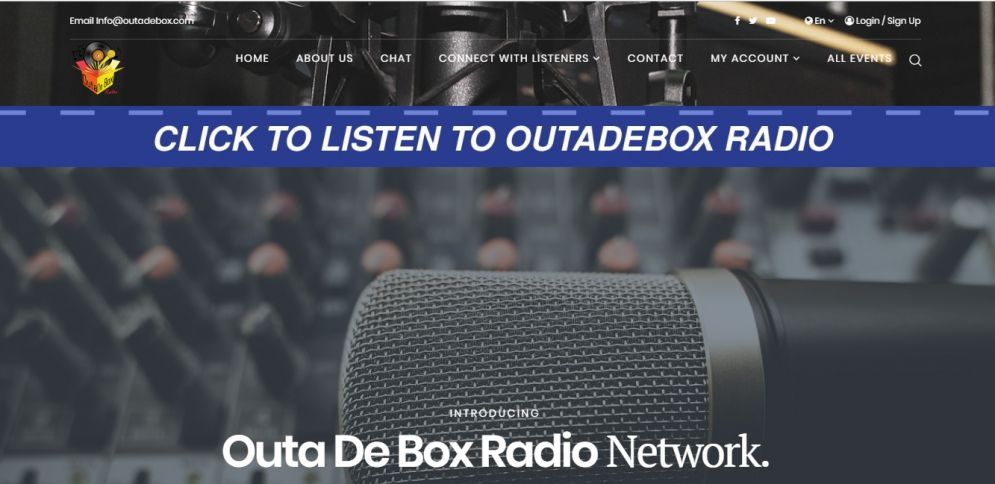 Email Info@outadebox.com
En
Login / Sign Up
HOME
ABOUT US
CHAT
CONNECT WITH LISTENERS
CONTACT
MY ACCOUNT
ALL EVENTS
CLICK TO LISTEN TO OUTADEBOX RADIO
INTRODUCING
Outa De Box Radio Network.